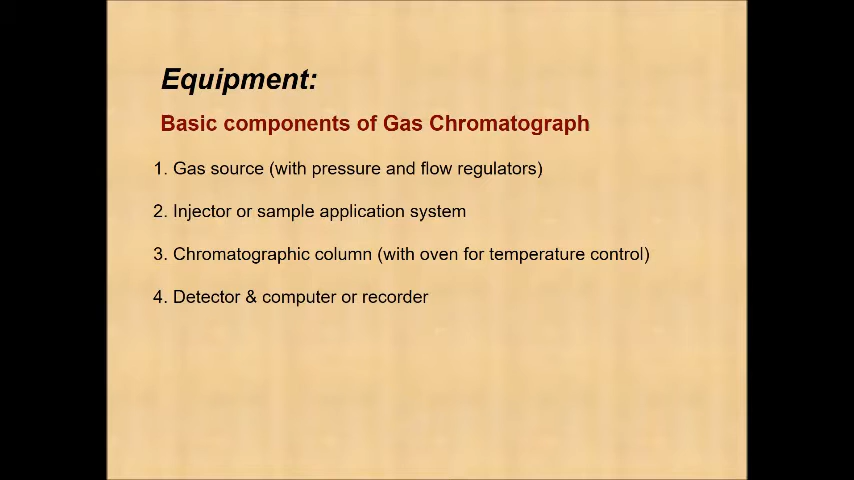 Equipment:
Basic components of Gas Chromatograph
1. Gas source (with pressure and flow regulators)
2. Injector or sample application system
3. Chromatographic column (with oven for temperature control)
4. Detector & computer or recorder